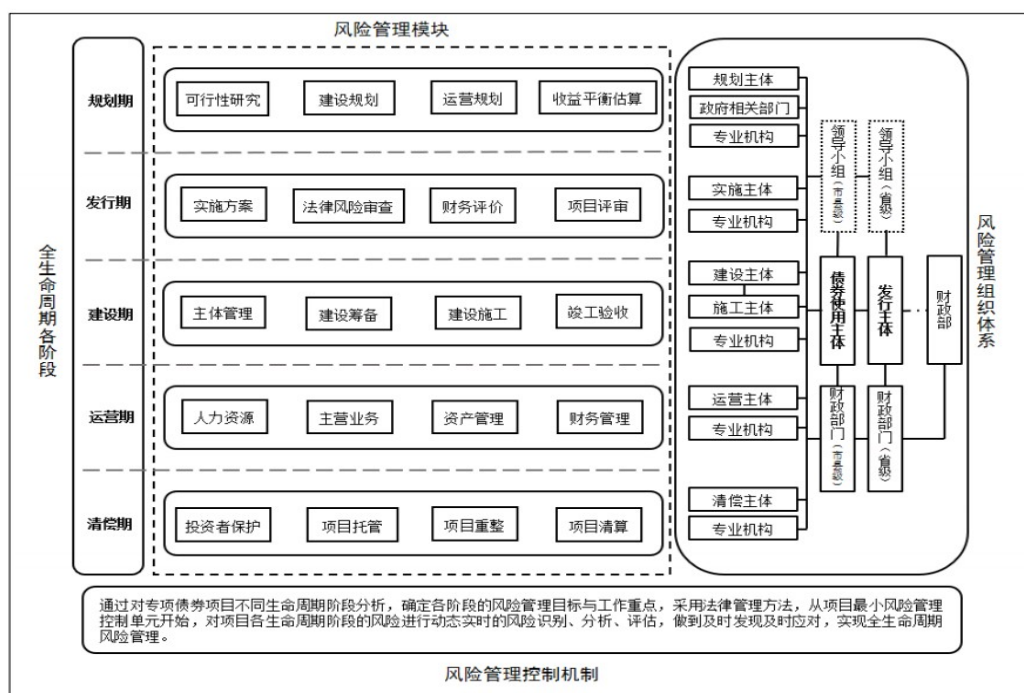 风险管理模块
全生命周期各阶段
规划期
可行性研究
建设规划
运营规划
收益平衡估算
发行期
实施方案
法律风险审查
财务评价
项目评审
建设期
主体管理
建设筹备
建设施工
竣工验收
运营期
人力资源
主营业务
资产管理
财务管理
清偿期
投资者保护
项目托管
项目重整
项目清算
规划主体
政府相关部门
专业机构
实施主体
专业机构
建设主体
施工主体
专业机构
运营主体
专业机构
清偿主体
专业机构
领导小组（市县级）
领导小组（省级）
债券使用主体
发行主体
财政部
财政部门（市县级）
财政部门（省级）
风险管理组织体系
通过对专项债券项目不同生命周期阶段分析，确定各阶段的风险管理目标与工作重点，采用法律管理方法，从项目最小风险管理
控制单元开始，对项目各生命周期阶段的风险进行动态实时的风险识别、分析、评估，做到及时发现及时应对，实现全生命周期
风险管理。
风险管理控制机制